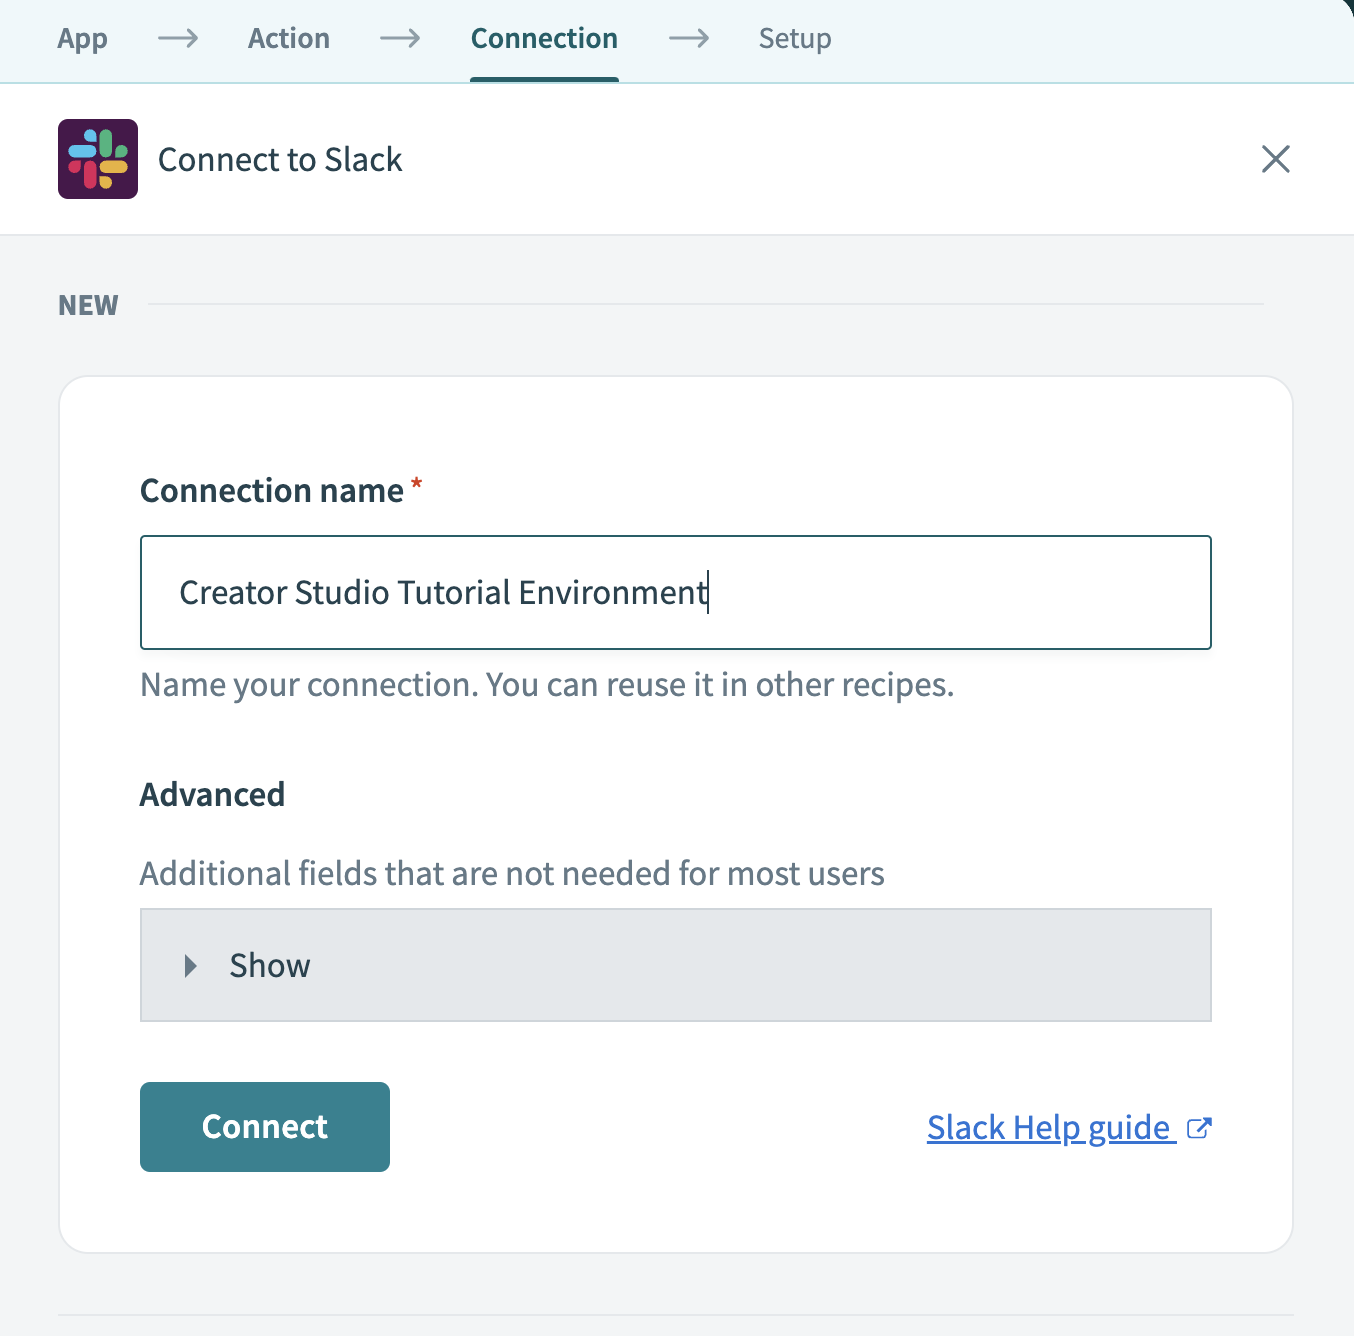 App → Action → Connection → Setup
Connect to Slack
NEW
Connection name *
Creator Studio Tutorial Environment
Name your connection. You can reuse it in other recipes.
Advanced
Additional fields that are not needed for most users
Show
Connect
Slack Help guide